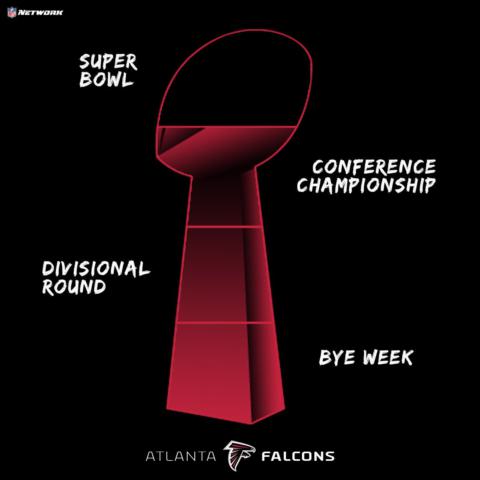 NETWORK
SUPER
BOWL
CONFERENCE
CHAMPIONSHIP
DIVISIONAL
ROUND
BYE WEEK
ATLANTA FALCONS